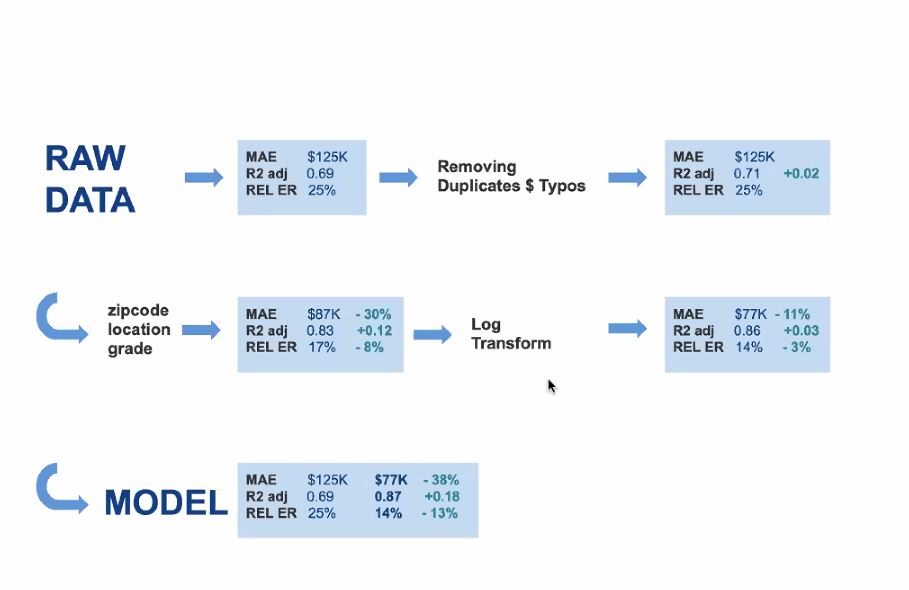 RAW
DATA
MAE $125K
R2 adj 0.69
REL ER 25%
Removing
Duplicates $ Typos
MAE $125K
R2 adj 0.71 +0.02
REL ER 25%
zipcode
location
grade
MAE $87K - 30%
R2 adj 0.83 +0.12
REL ER 17% - 8%
Log
Transform
MAE $77K - 11%
R2 adj 0.86 +0.03
REL ER 14% - 3%
MODEL
MAE $125K $77K - 38%
R2 adj 0.69 0.87 +0.18
REL ER 25% 14% - 13%